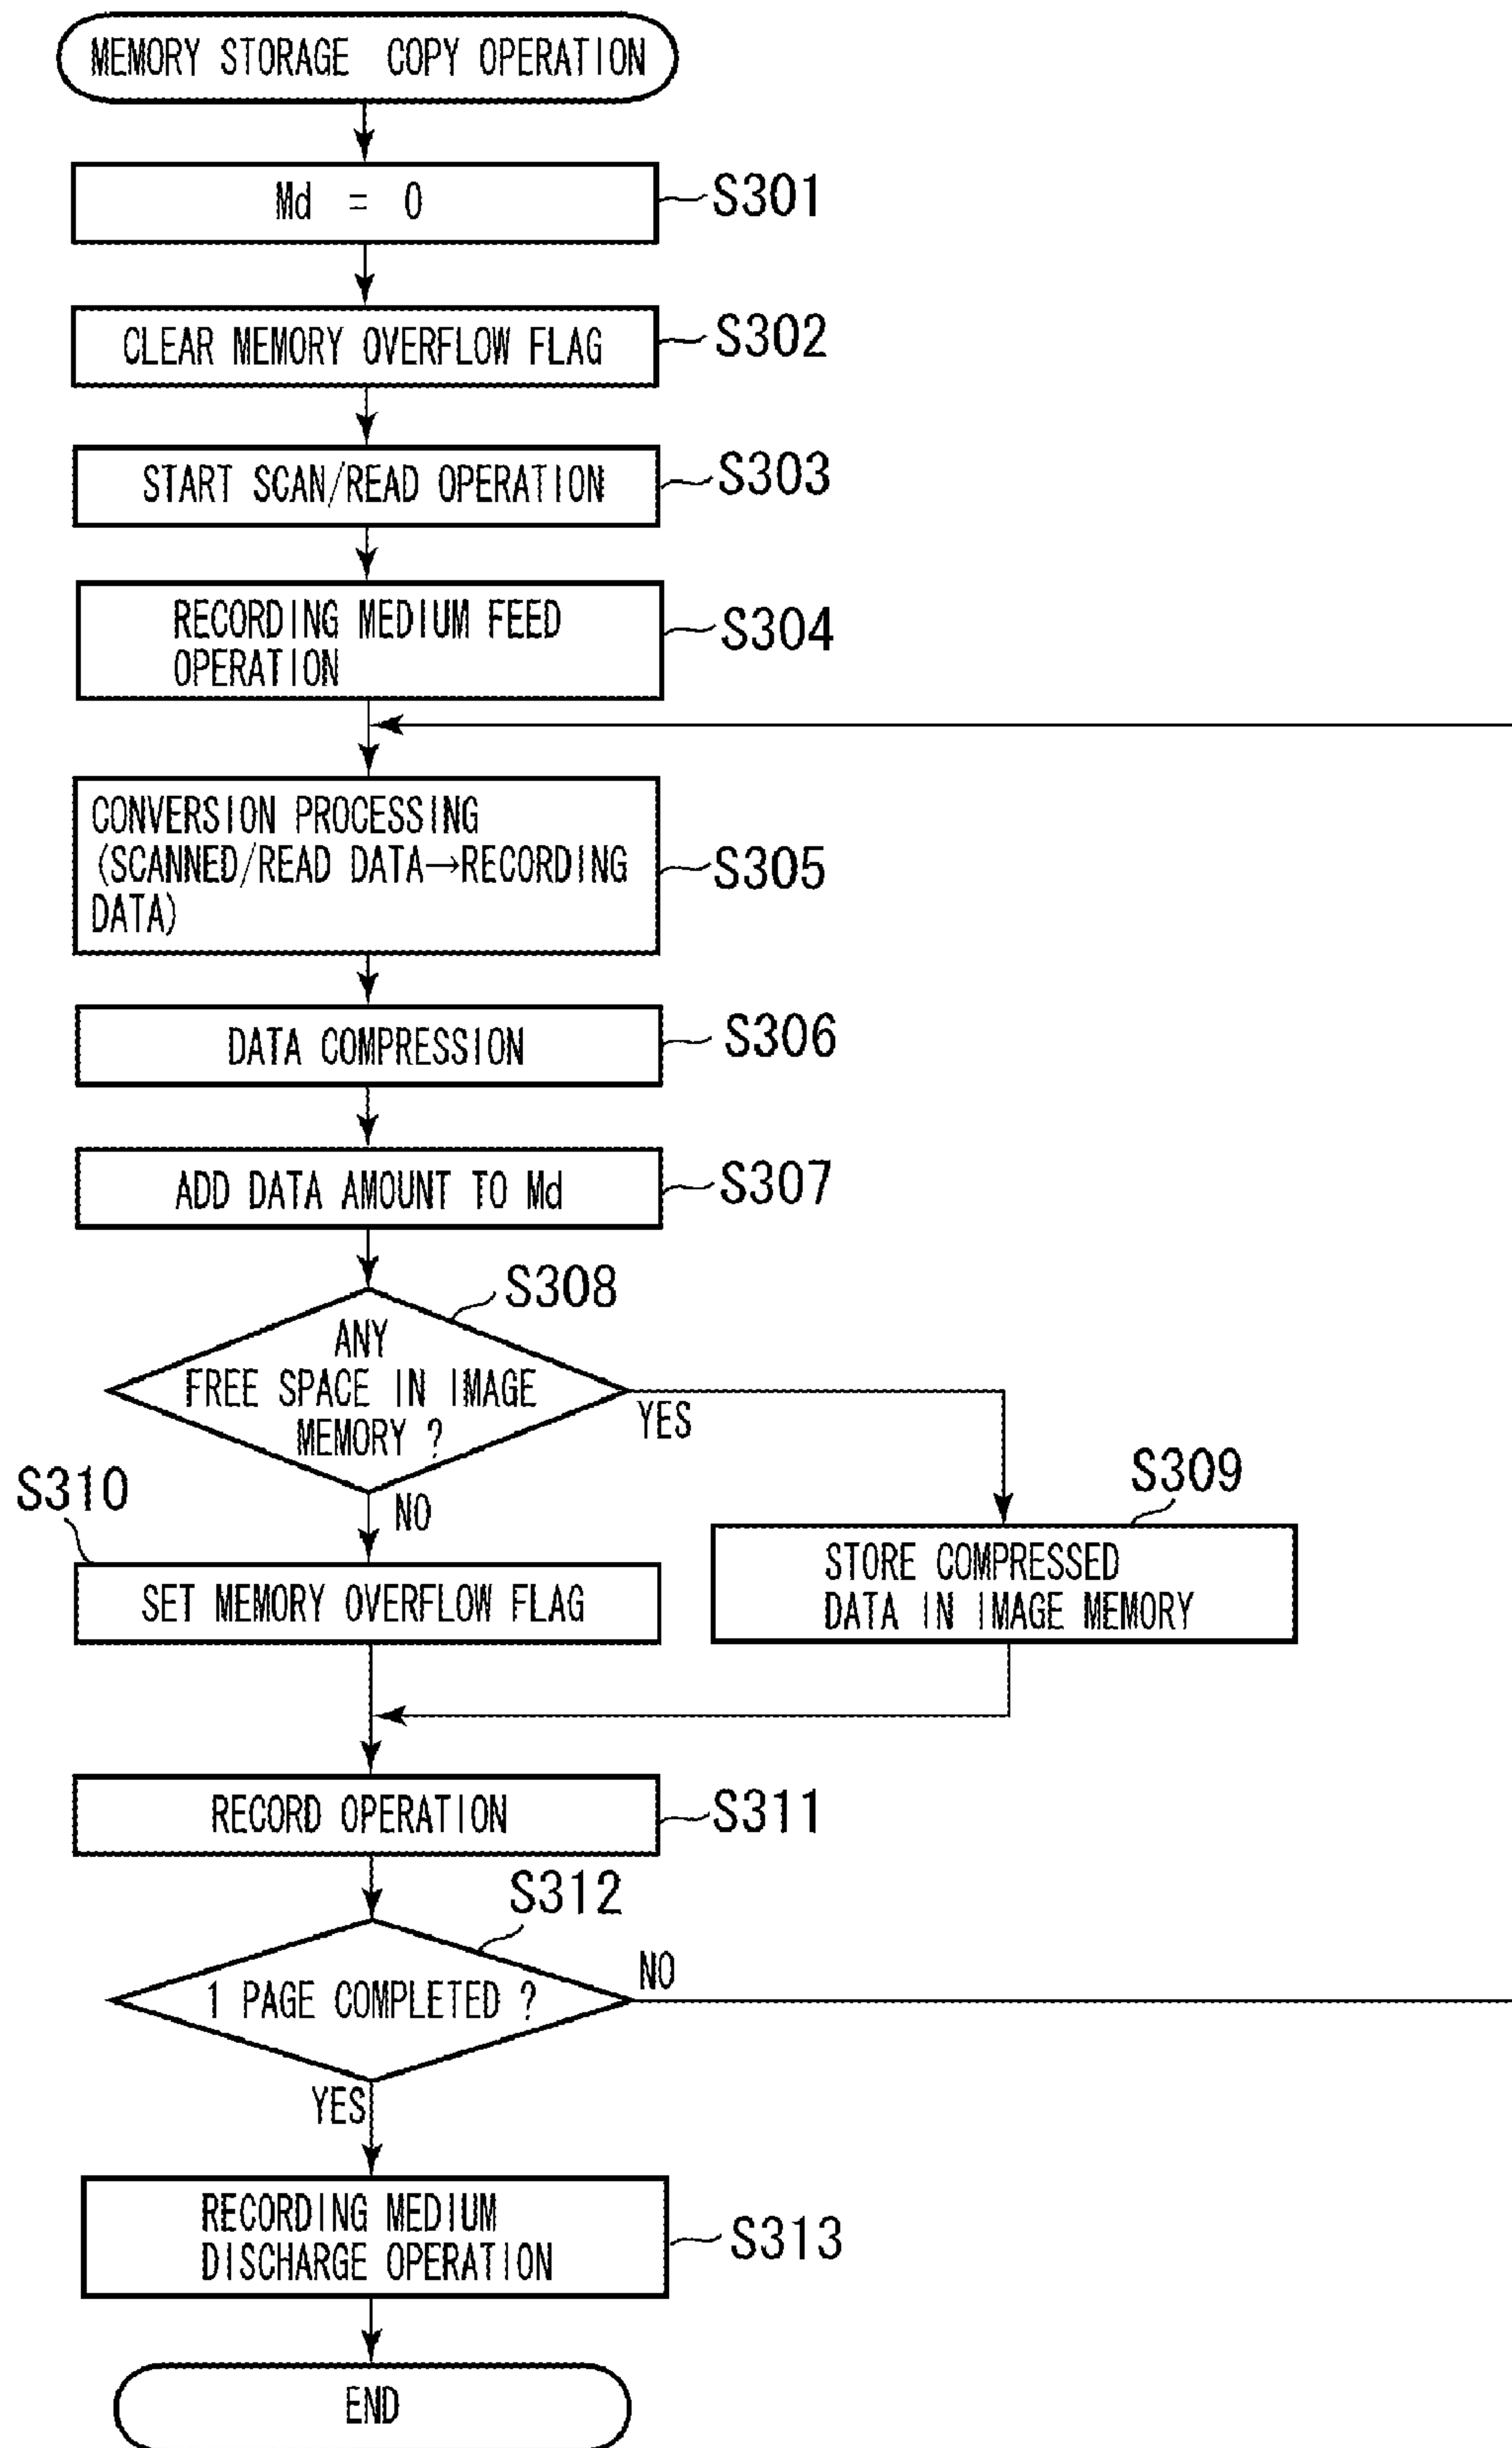 MEMORY STORAGE COPY OPERATION
Md = 0
S301
CLEAR MEMORY OVERFLOW FLAG
S302
START SCAN/READ OPERATION
S303
RECORDING MEDIUM FEED
OPERATION
S304
CONVERSION PROCESSING
(SCANNED/READ DATA→RECORDING
DATA)
S305
DATA COMPRESSION
S306
ADD DATA AMOUNT TO Md
S307
S308
ANY
FREE SPACE IN IMAGE
MEMORY ?
YES
NO
S309
STORE COMPRESSED
DATA IN IMAGE MEMORY
S310
SET MEMORY OVERFLOW FLAG
RECORD OPERATION
S311
S312
1 PAGE COMPLETED ?
NO
YES
RECORDING MEDIUM
DISCHARGE OPERATION
S313
END